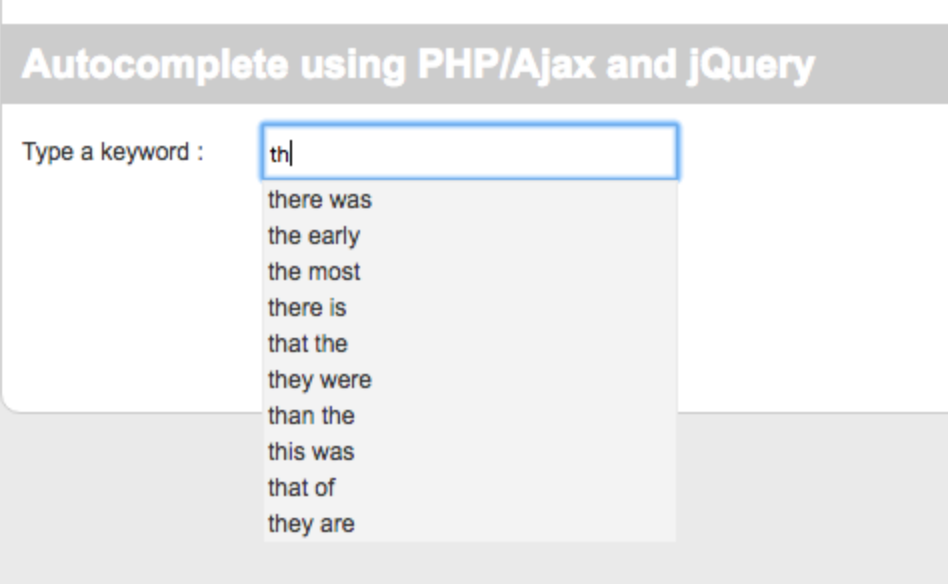 Autocomplete using PHP/Ajax and jQuery
Type a keyword : th
there was
the early
the most
there is
that the
they were
than the
this was
that of
they are